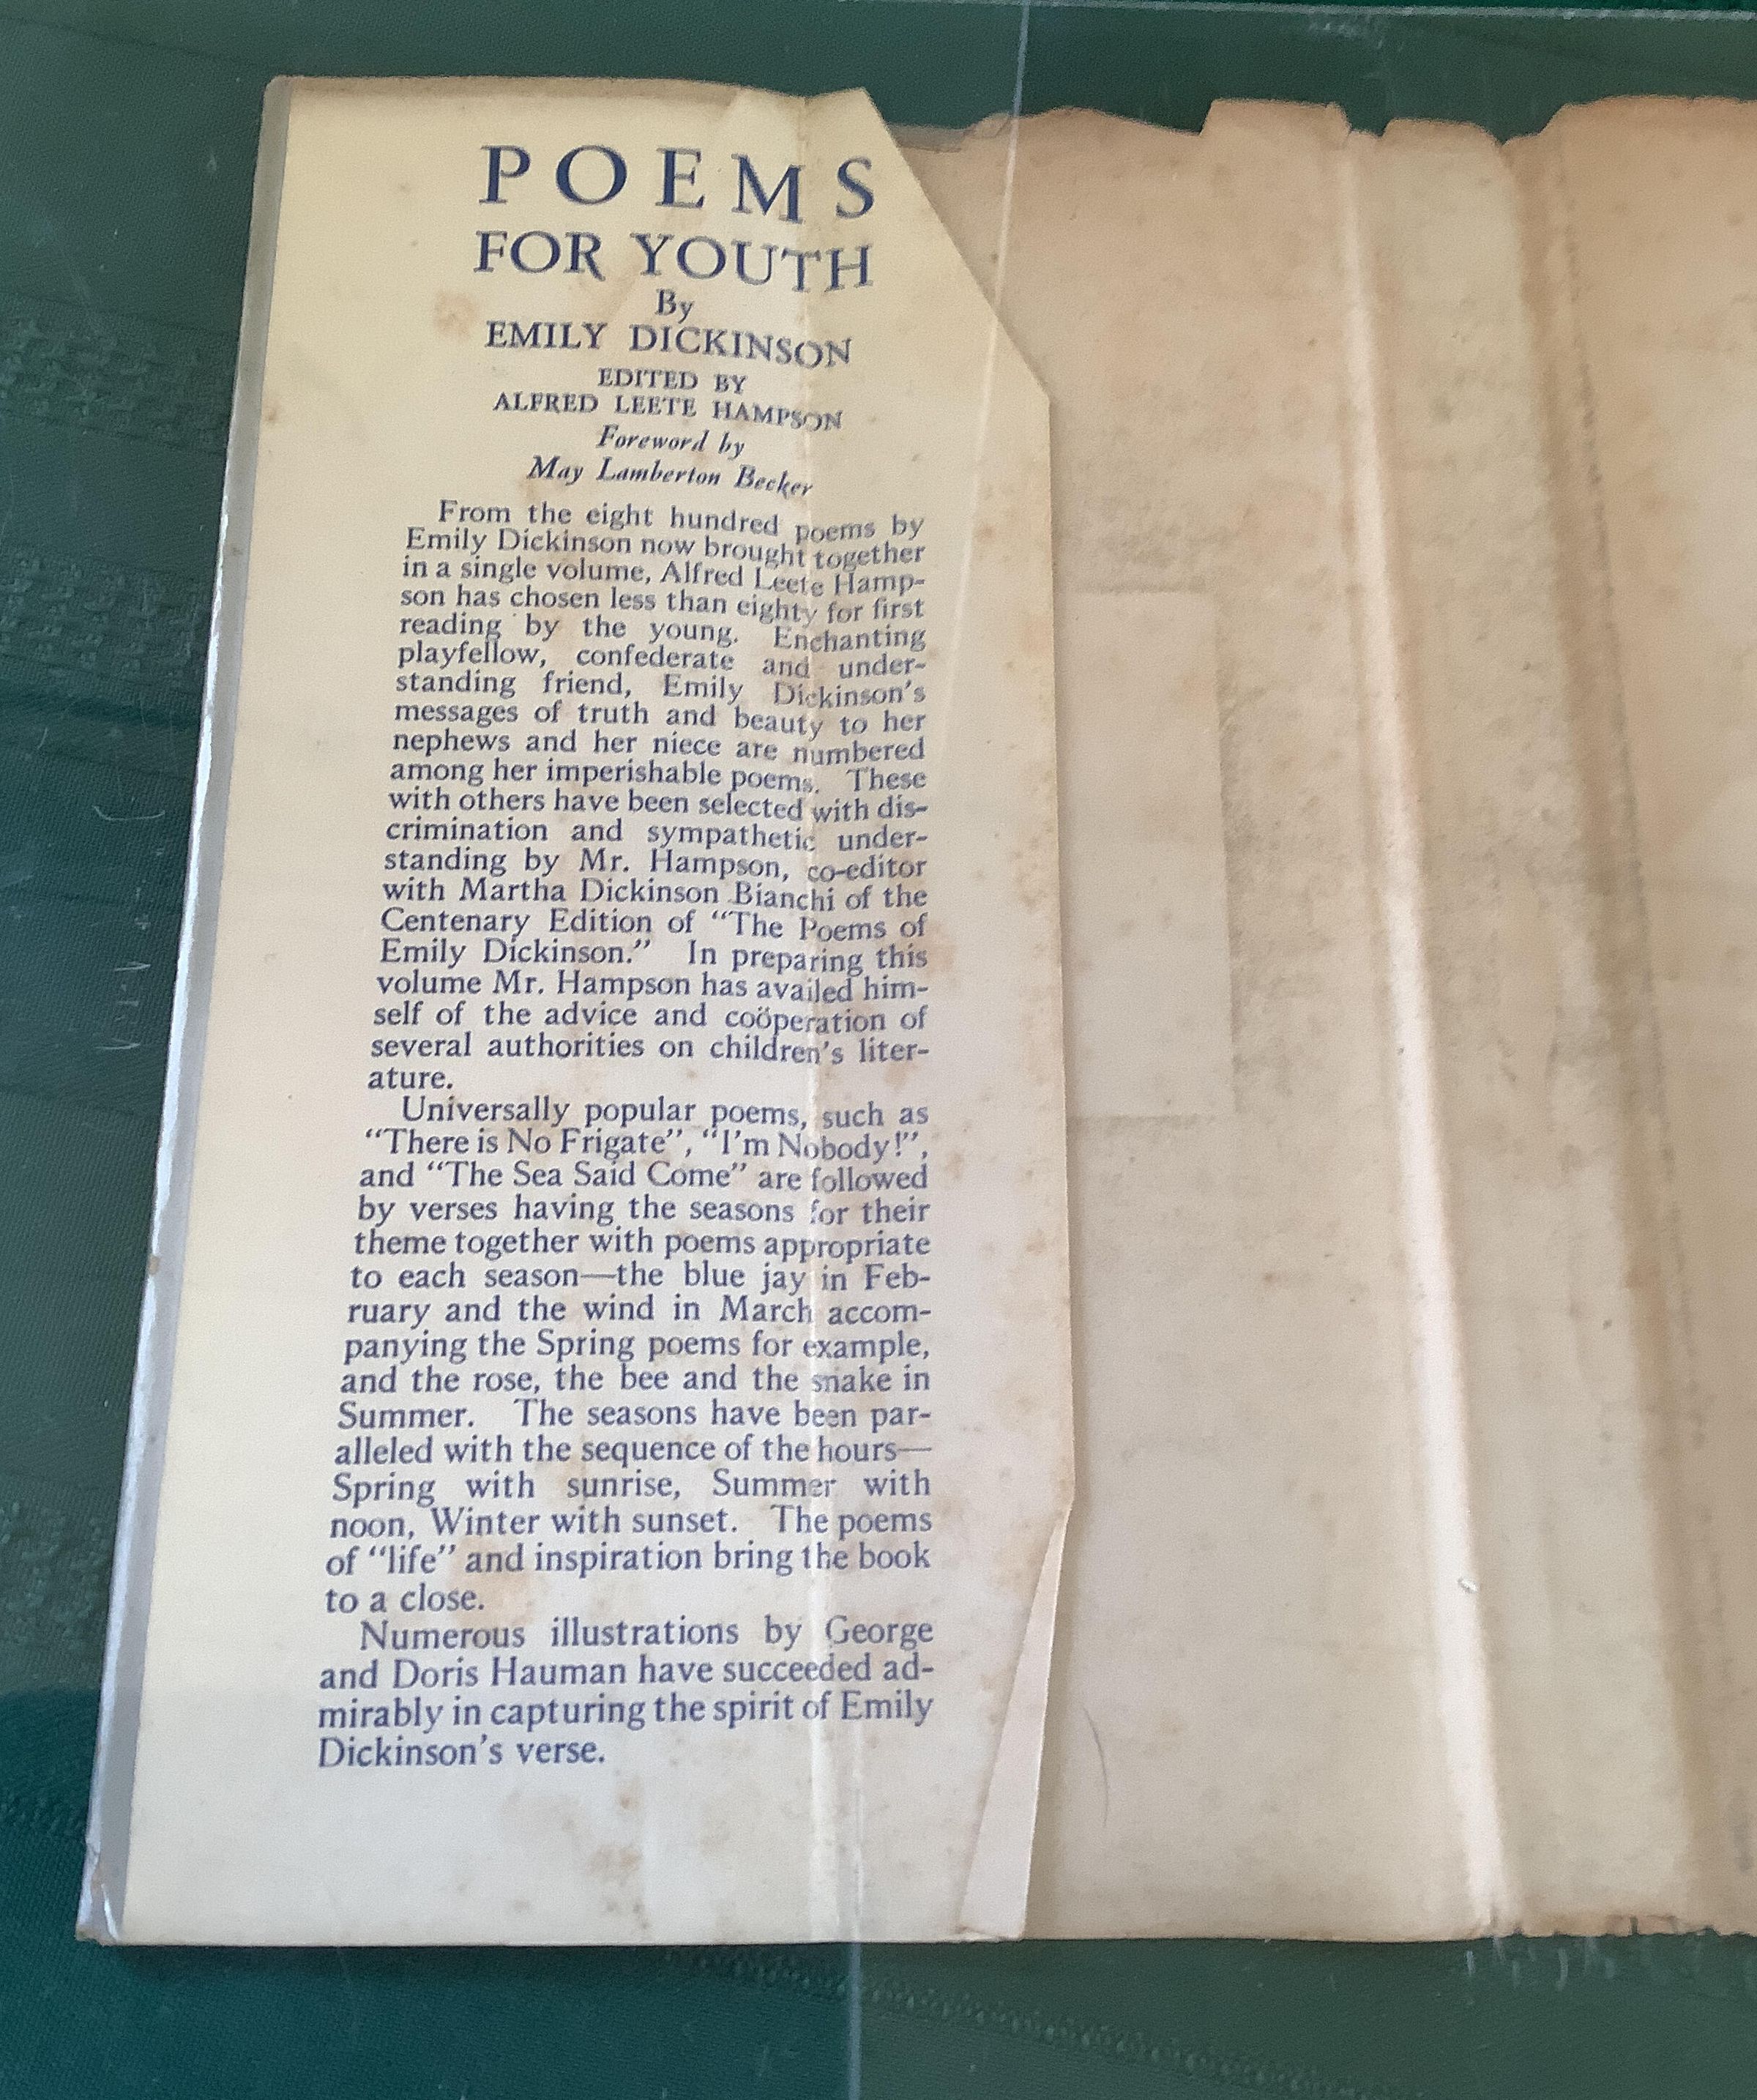 POEMS
FOR YOUTH
By
EMILY DICKINSON
EDITED BY
ALFRED LEETE HAMPSON
Foreword by
May Lamberton Becker
From the eight hundred poems by
Emily Dickinson now brought together
in a single volume, Alfred Leete Hamp-
son has chosen less than eighty for first
reading by the young. Enchanting
playfellow, confederate and under-
standing friend, Emily Dickinson's
messages of truth and beauty to her
nephews and her niece are numbered
among her imperishable poems. These
with others have been selected with dis-
crimination and sympathetic under-
standing by Mr. Hampson, co-editor
with Martha Dickinson Bianchi of the
Centenary Edition of “The Poems of
Emily Dickinson.” In preparing this
volume Mr. Hampson has availed him-
self of the advice and coöperation of
several authorities on children's liter-
ature.
Universally popular poems, such as
“There is No Frigate”, “I'm Nobody!”,
and “The Sea Said Come” are followed
by verses having the seasons for their
theme together with poems appropriate
to each season—the blue jay in Feb-
ruary and the wind in March accom-
panying the Spring poems for example,
and the rose, the bee and the snake in
Summer. The seasons have been par-
alleled with the sequence of the hours—
Spring with sunrise, Summer with
noon, Winter with sunset. The poems
of “life” and inspiration bring the book
to a close.
Numerous illustrations by George
and Doris Hauman have succeeded ad-
mirably in capturing the spirit of Emily
Dickinson's verse.